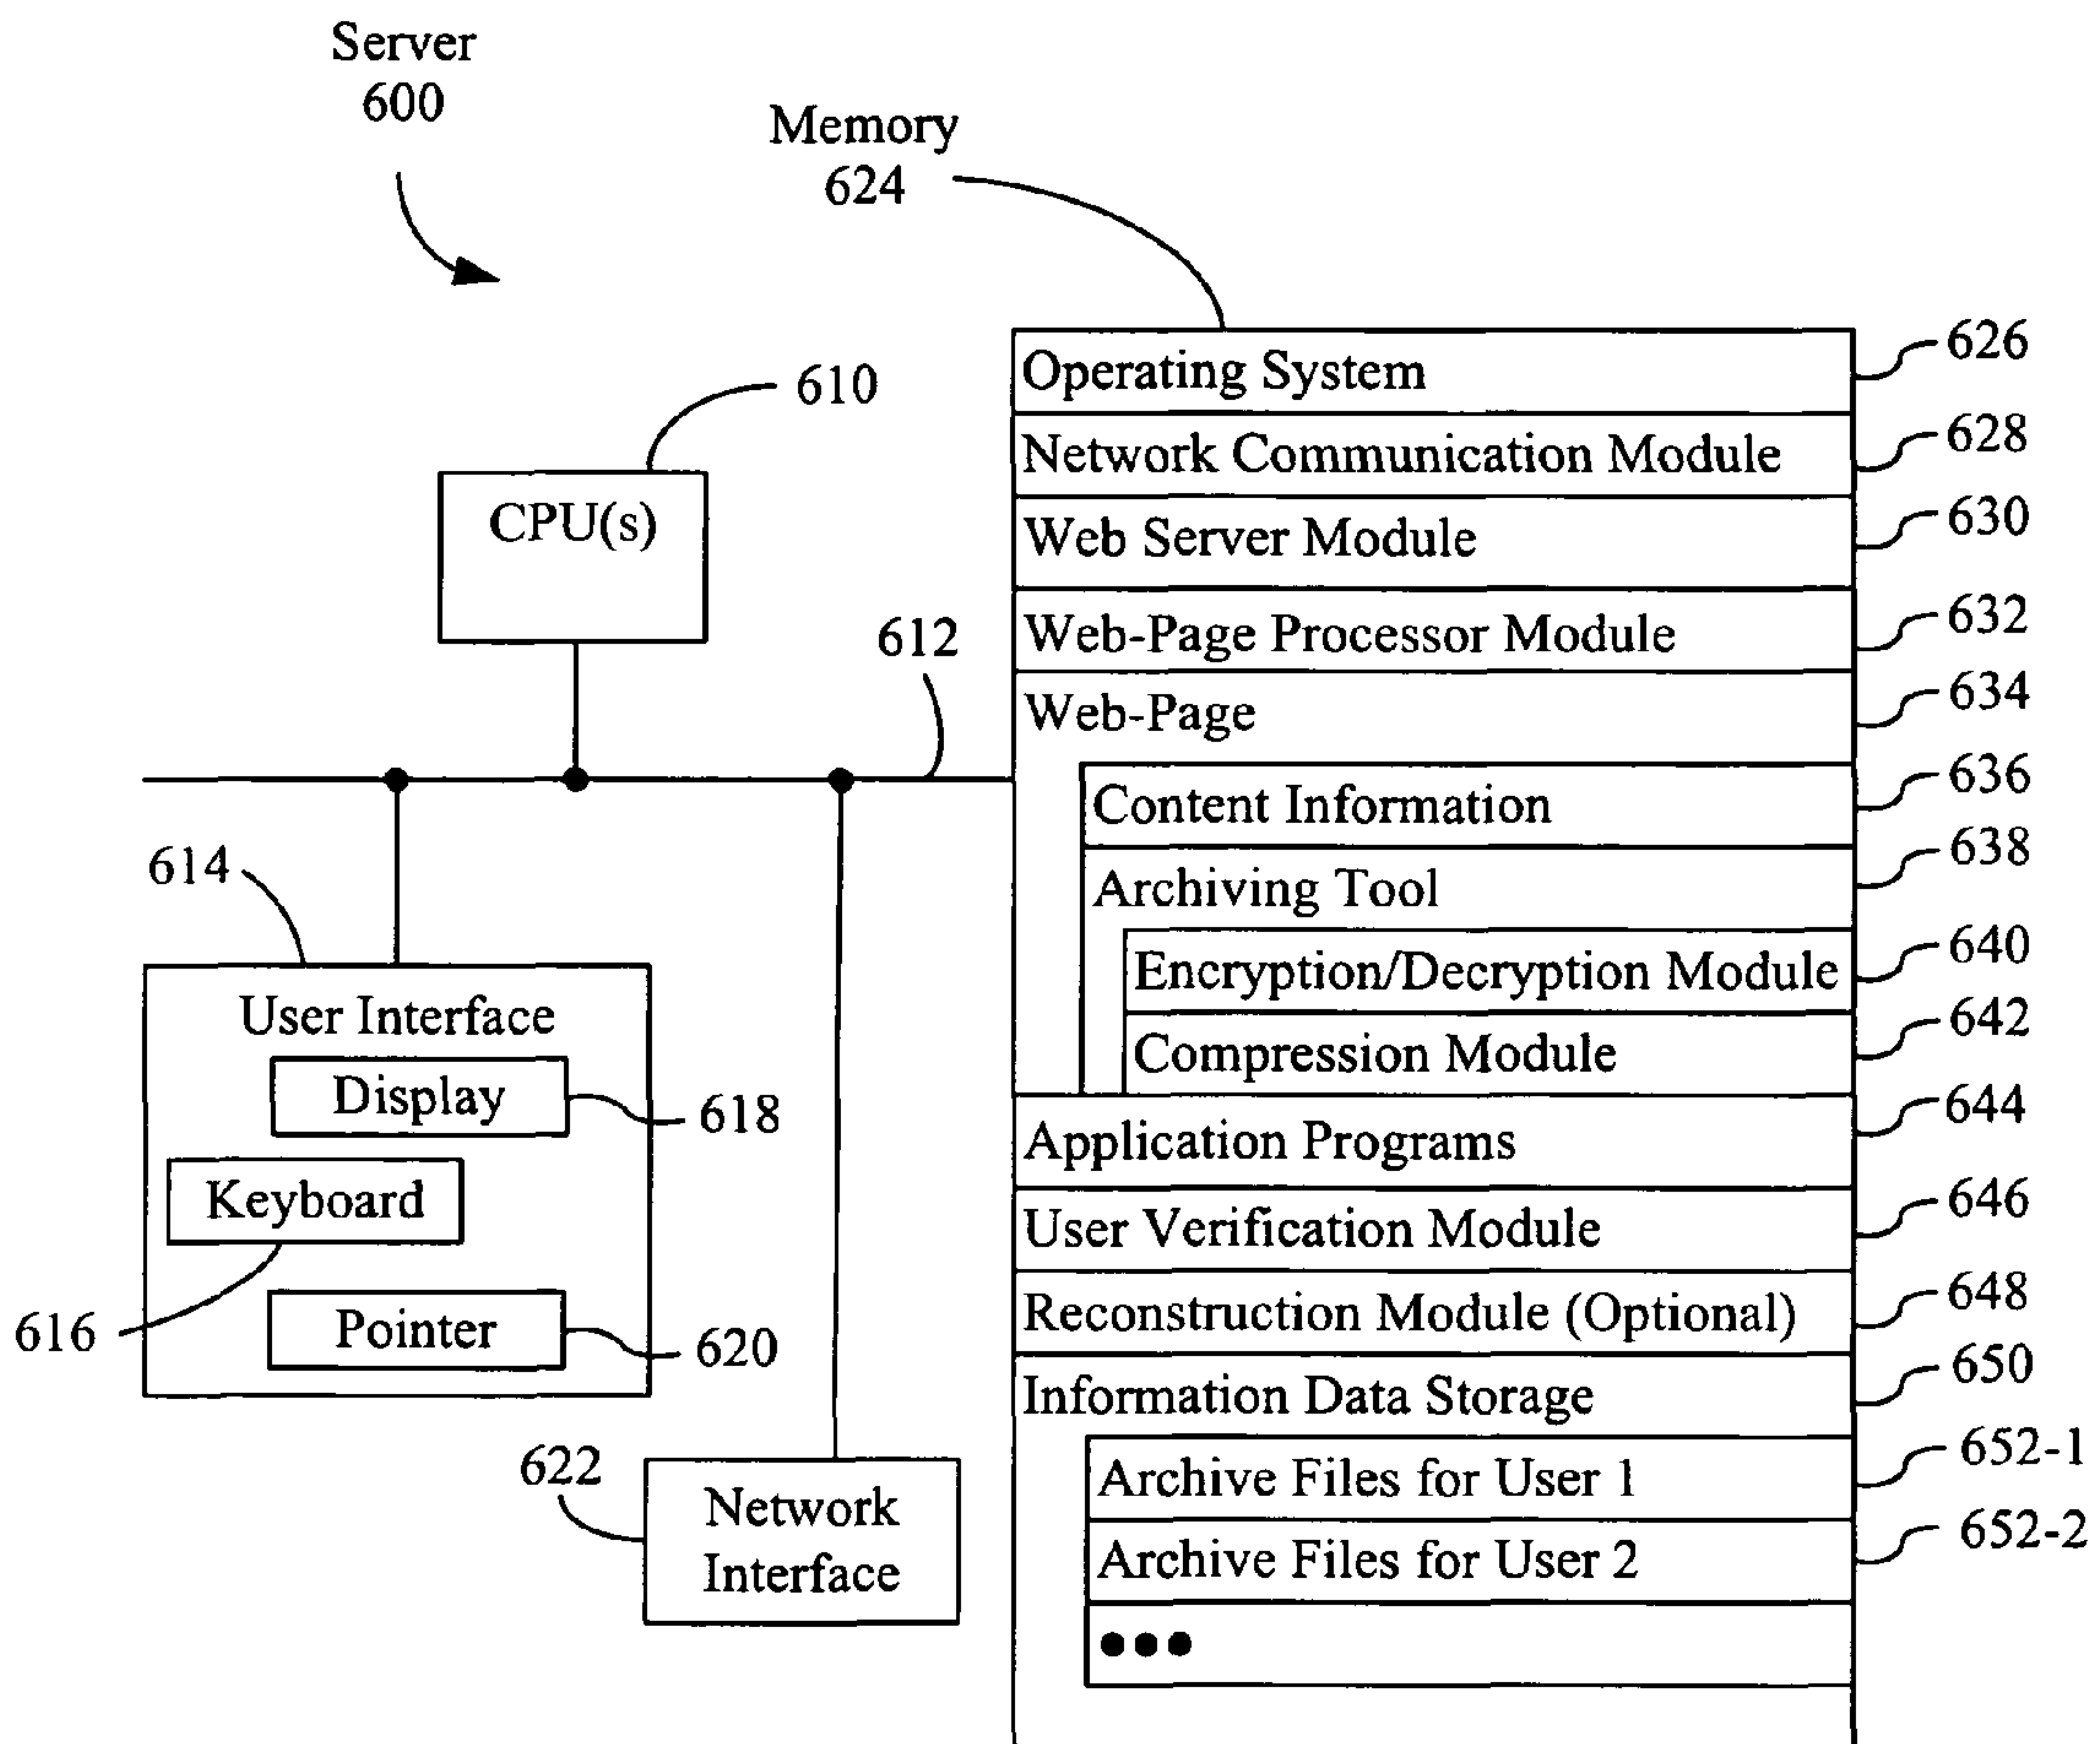 Server
600
Memory
624
610
CPU(s)
612
614
User Interface
Display
618
Keyboard
616
Pointer
620
622
Network
Interface
Operating System
626
Network Communication Module
628
Web Server Module
630
Web-Page Processor Module
632
Web-Page
634
Content Information
636
Archiving Tool
638
Encryption/Decryption Module
640
Compression Module
642
Application Programs
644
User Verification Module
646
Reconstruction Module (Optional)
648
Information Data Storage
650
Archive Files for User 1
652-1
Archive Files for User 2
652-2
●●●